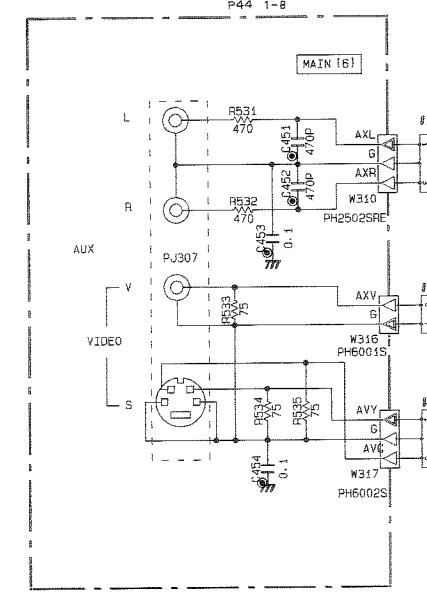 P44 1-8
MAIN (6)
L
R531
470
C451
470P
AXL
G
AXR
C452
470P
R
R532
470
W310
PH2502SRE
C453
0.1
AUX
PJ307
V
R533
75
AXV
G
VIDEO
W316
PH6001S
S
R534
75
R535
75
AVY
G
AVC
C454
0.1
W317
PH6002S